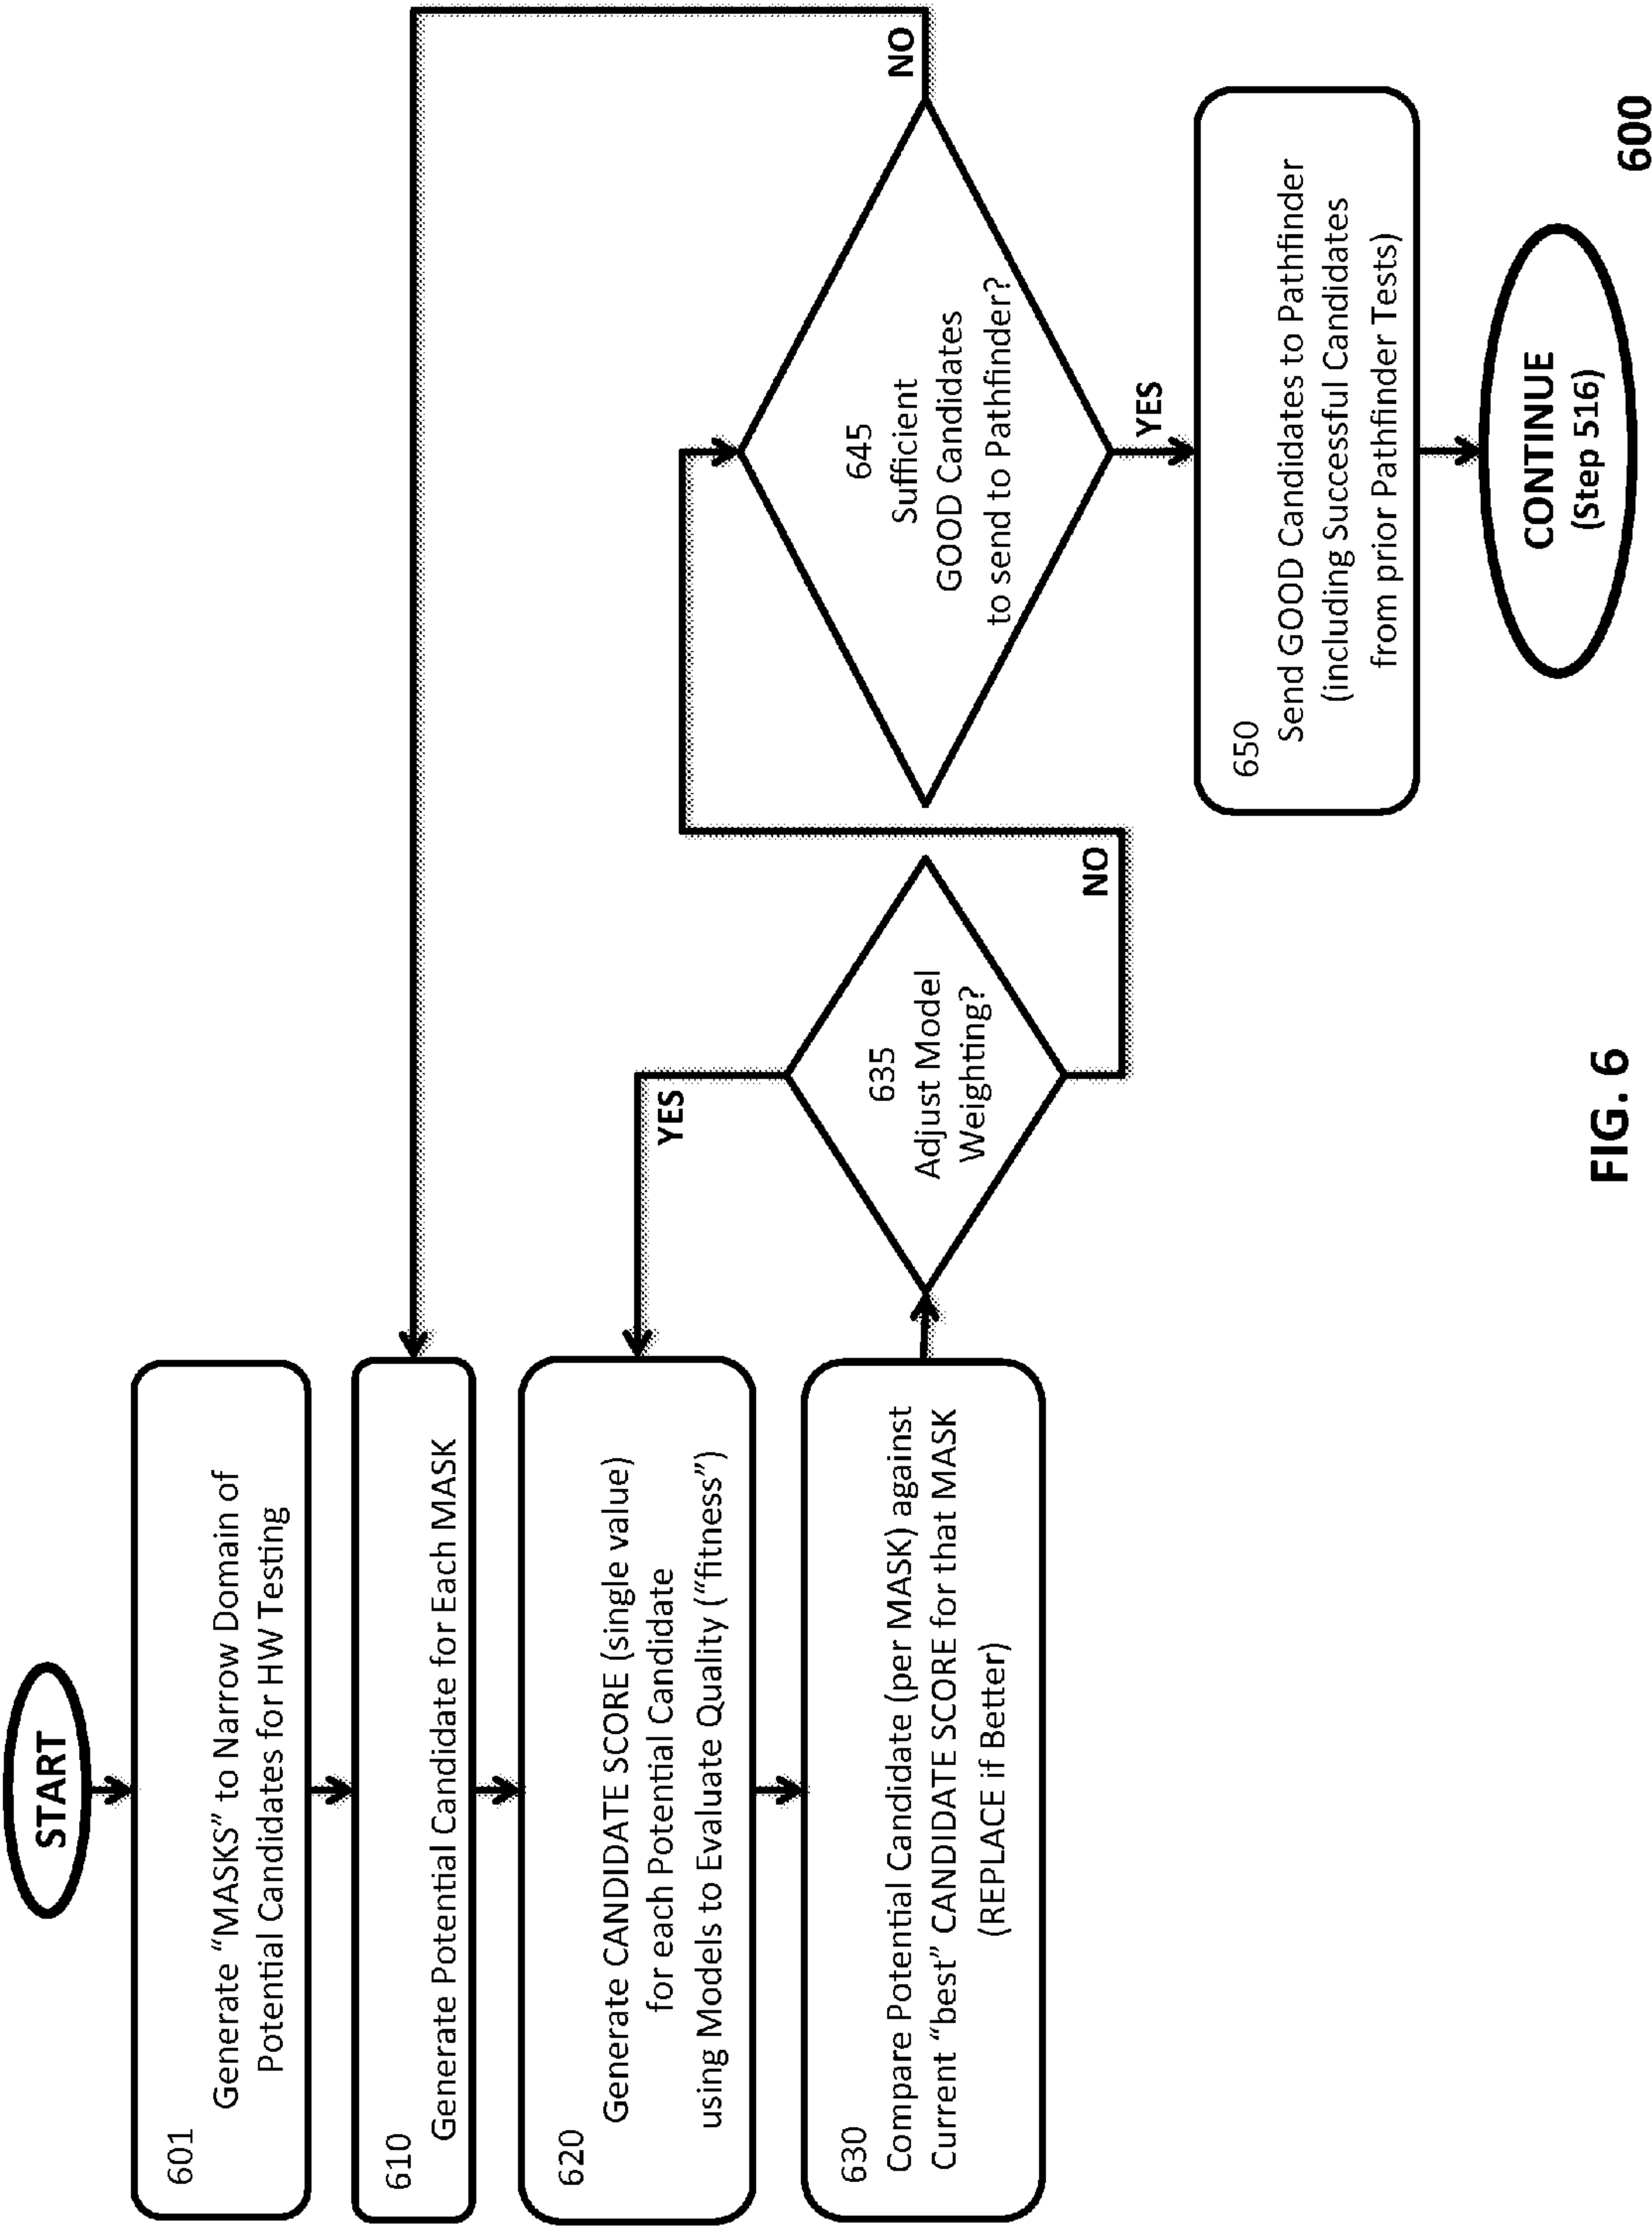 START
601
Generate “MASKS” to Narrow Domain of
Potential Candidates for HW Testing
610
Generate Potential Candidate for Each MASK
620
Generate CANDIDATE SCORE (single value)
for each Potential Candidate
using Models to Evaluate Quality (“fitness”)
630
Compare Potential Candidate (per MASK) against
Current “best” CANDIDATE SCORE for that MASK
(REPLACE if Better)
635
Adjust Model
Weighting?
YES
NO
645
Sufficient
GOOD Candidates
to send to Pathfinder?
NO
YES
650
Send GOOD Candidates to Pathfinder
(including Successful Candidates
from prior Pathfinder Tests)
CONTINUE
(Step 516)
FIG. 6
600